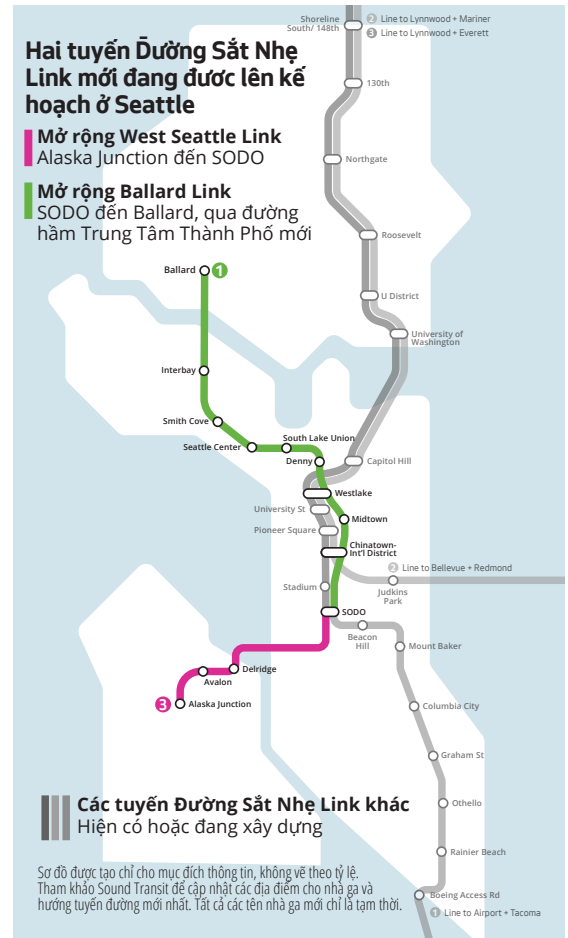 Shoreline
South/ 148th
2 Line to Lynnwood + Mariner
3 Line to Lynnwood + Everett
Hai tuyến Đường Sắt Nhẹ
Link mới đang đươc lên kế
hoạch ở Seattle
Mở rộng West Seattle Link
Alaska Junction đến SODO
Mở rộng Ballard Link
SODO đến Ballard, qua đường
hầm Trung Tâm Thành Phố mới
130th
Northgate
Roosevelt
Ballard
1
U District
University of
Washington
Interbay
Smith Cove
South Lake Union
Seattle Center
Denny
Capitol Hill
Westlake
University St
Midtown
Pioneer Square
Chinatown-
Int'l District
2 Line to Bellevue + Redmond
Stadium
Judkins
Park
SODO
Beacon
Hill
Mount Baker
Delridge
Avalon
3
Alaska Junction
Columbia City
Graham St
Các tuyến Đường Sắt Nhẹ Link khác
Hiện có hoặc đang xây dựng
Othello
Rainier Beach
Sơ đồ được tạo chỉ cho mục đích thông tin, không vẽ theo tỷ lệ.
Tham khảo Sound Transit để cập nhật các địa điểm cho nhà ga và
hướng tuyến đường mới nhất. Tất cả các tên nhà ga mới chỉ là tạm thời.
Boeing Access Rd
1 Line to Airport + Tacoma